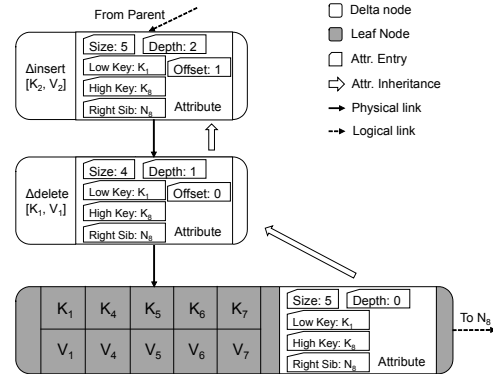 From Parent
Δinsert
[K2, V2]
Size: 5
Depth: 2
Low Key: K1
Offset: 1
High Key: K8
Right Sib: N8
Attribute
Δdelete
[K1, V1]
Size: 4
Depth: 1
Low Key: K1
Offset: 0
High Key: K8
Right Sib: N8
Attribute
K1 K4 K5 K6 K7
V1 V4 V5 V6 V7
Size: 5
Depth: 0
Low Key: K1
High Key: K8
Right Sib: N8
Attribute
To N8
Delta node
Leaf Node
Attr. Entry
Attr. Inheritance
Physical link
Logical link